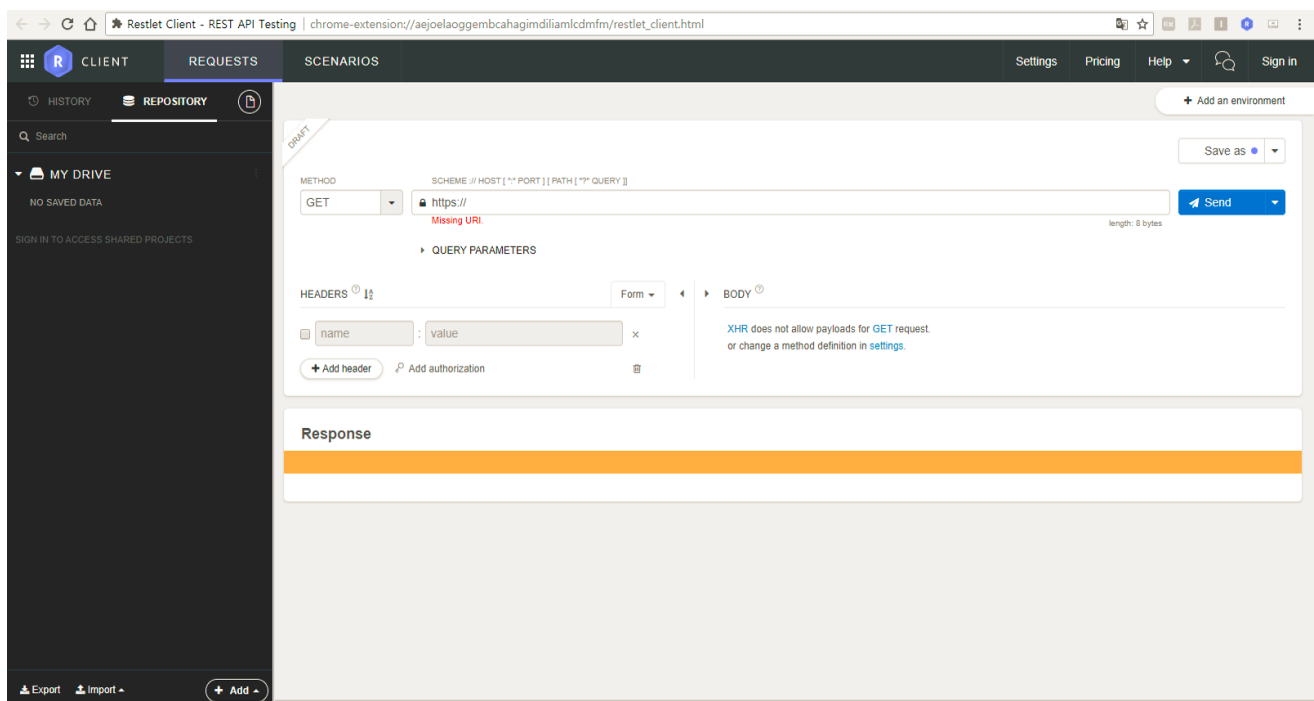 Restlet Client - REST API Testing | chrome-extension://aejoelaoggembcahagimdiliamlcdmfm/restlet_client.html
R CLIENT REQUESTS SCENARIOS Settings Pricing Help Sign in
HISTORY REPOSITORY
+ Add an environment
Search
DRAFT
Save as
MY DRIVE
METHOD SCHEME :// HOST [ ":" PORT ] [ PATH [ "?" QUERY ]]
NO SAVED DATA
GET https:// Send
Missing URI.
length: 8 bytes
SIGN IN TO ACCESS SHARED PROJECTS
QUERY PARAMETERS
HEADERS ? Form BODY ?
name : value ×
XHR does not allow payloads for GET request.
or change a method definition in settings.
+ Add header Add authorization
Response
Export Import + Add